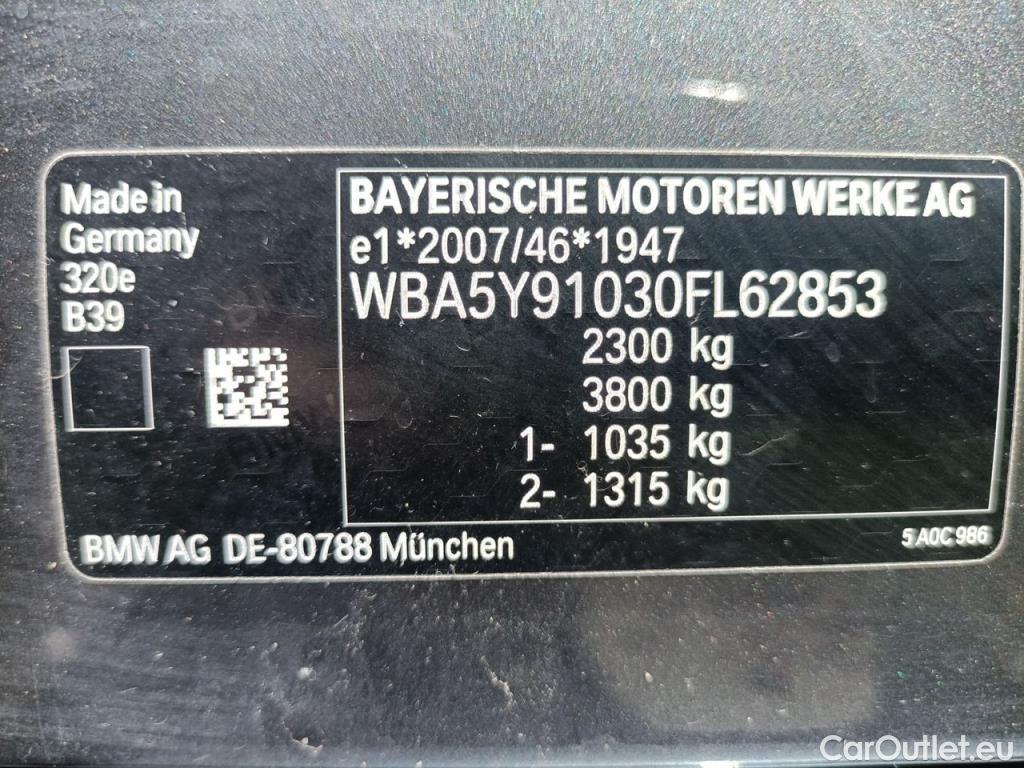 Made in
Germany
320e
B39
BAYERISCHE MOTOREN WERKE AG
e1*2007/46*1947
WBA5Y91030FL62853
2300 kg
3800 kg
1- 1035 kg
2- 1315 kg
BMW AG DE-80788 München
5 A0C 986
CarOutlet.eu